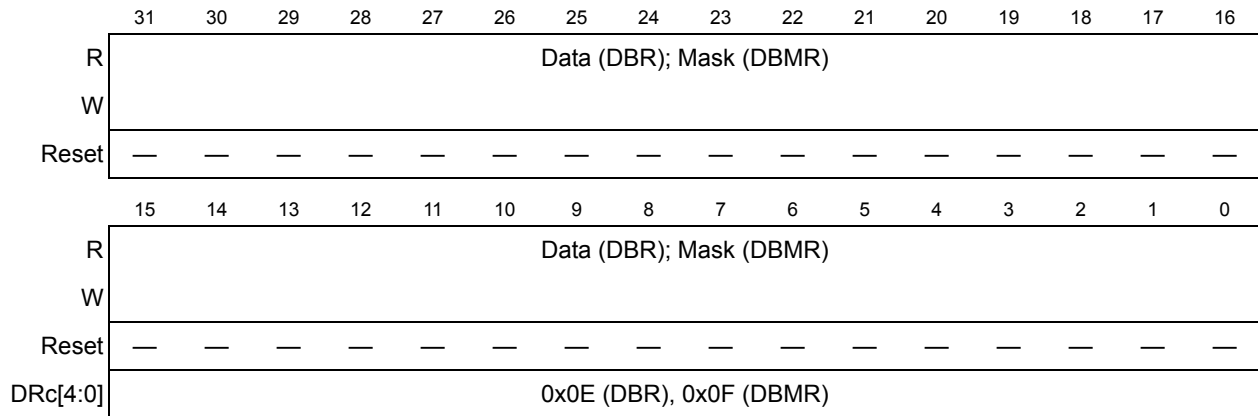 31 30 29 28 27 26 25 24 23 22 21 20 19 18 17 16
R Data (DBR); Mask (DBMR)
W
Reset — — — — — — — — — — — — — — — —
15 14 13 12 11 10 9 8 7 6 5 4 3 2 1 0
R Data (DBR); Mask (DBMR)
W
Reset — — — — — — — — — — — — — — — —
DRc[4:0] 0x0E (DBR), 0x0F (DBMR)